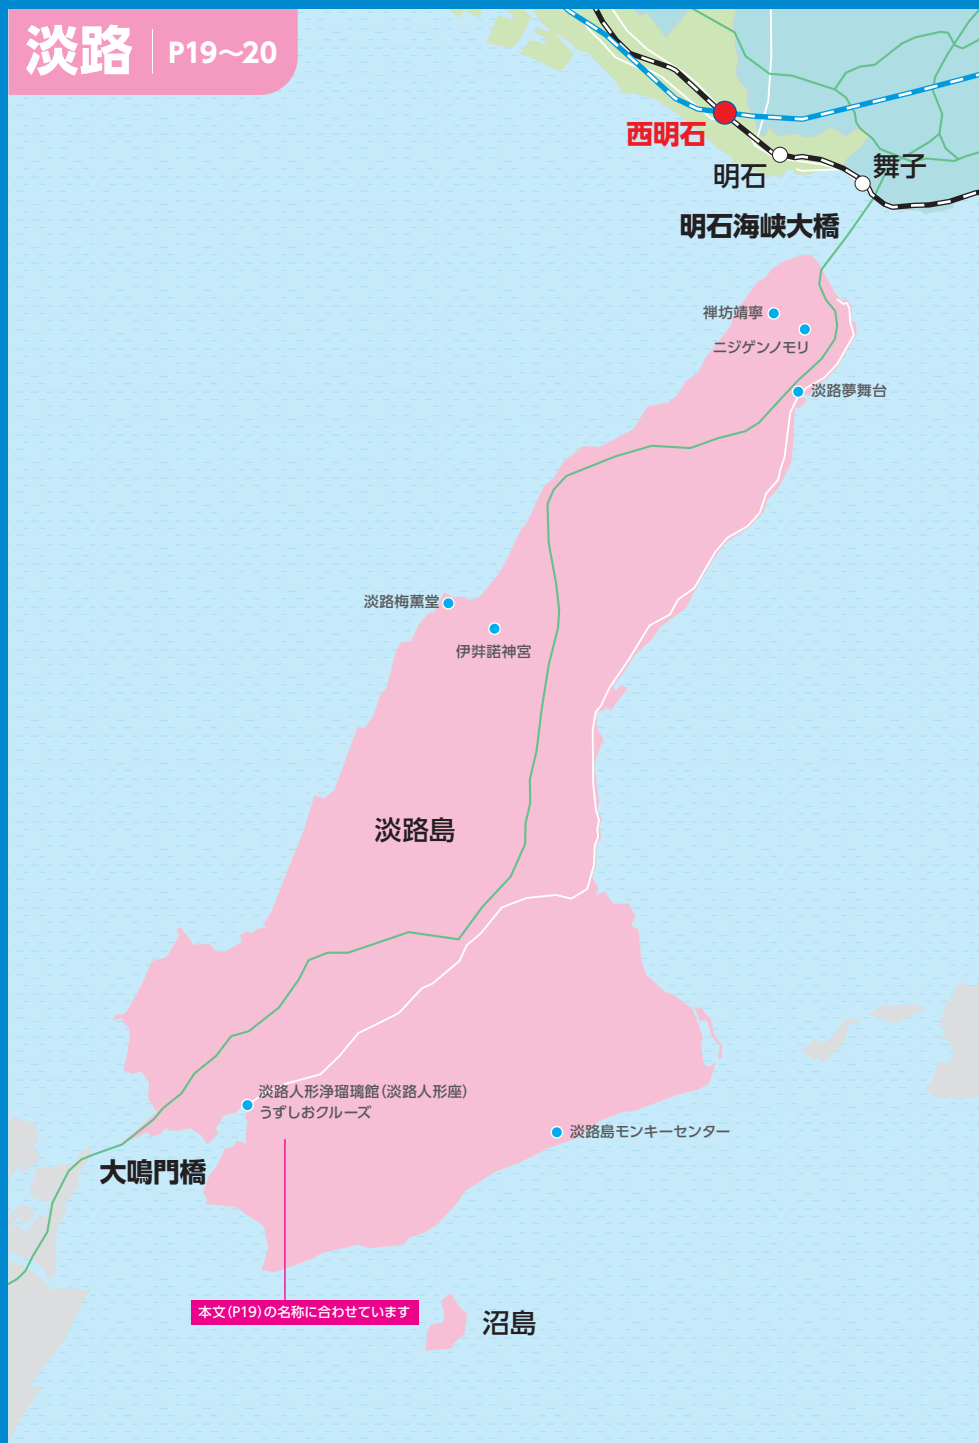 淡路 P19〜20
西明石
明石
舞子
明石海峡大橋
禅坊靖寧
ニジゲンノモリ
淡路夢舞台
淡路梅薫堂
伊弉諾神宮
淡路島
淡路人形浄瑠璃館(淡路人形座)
うずしおクルーズ
淡路島モンキーセンター
大鳴門橋
本文(P19)の名称に合わせています
沼島